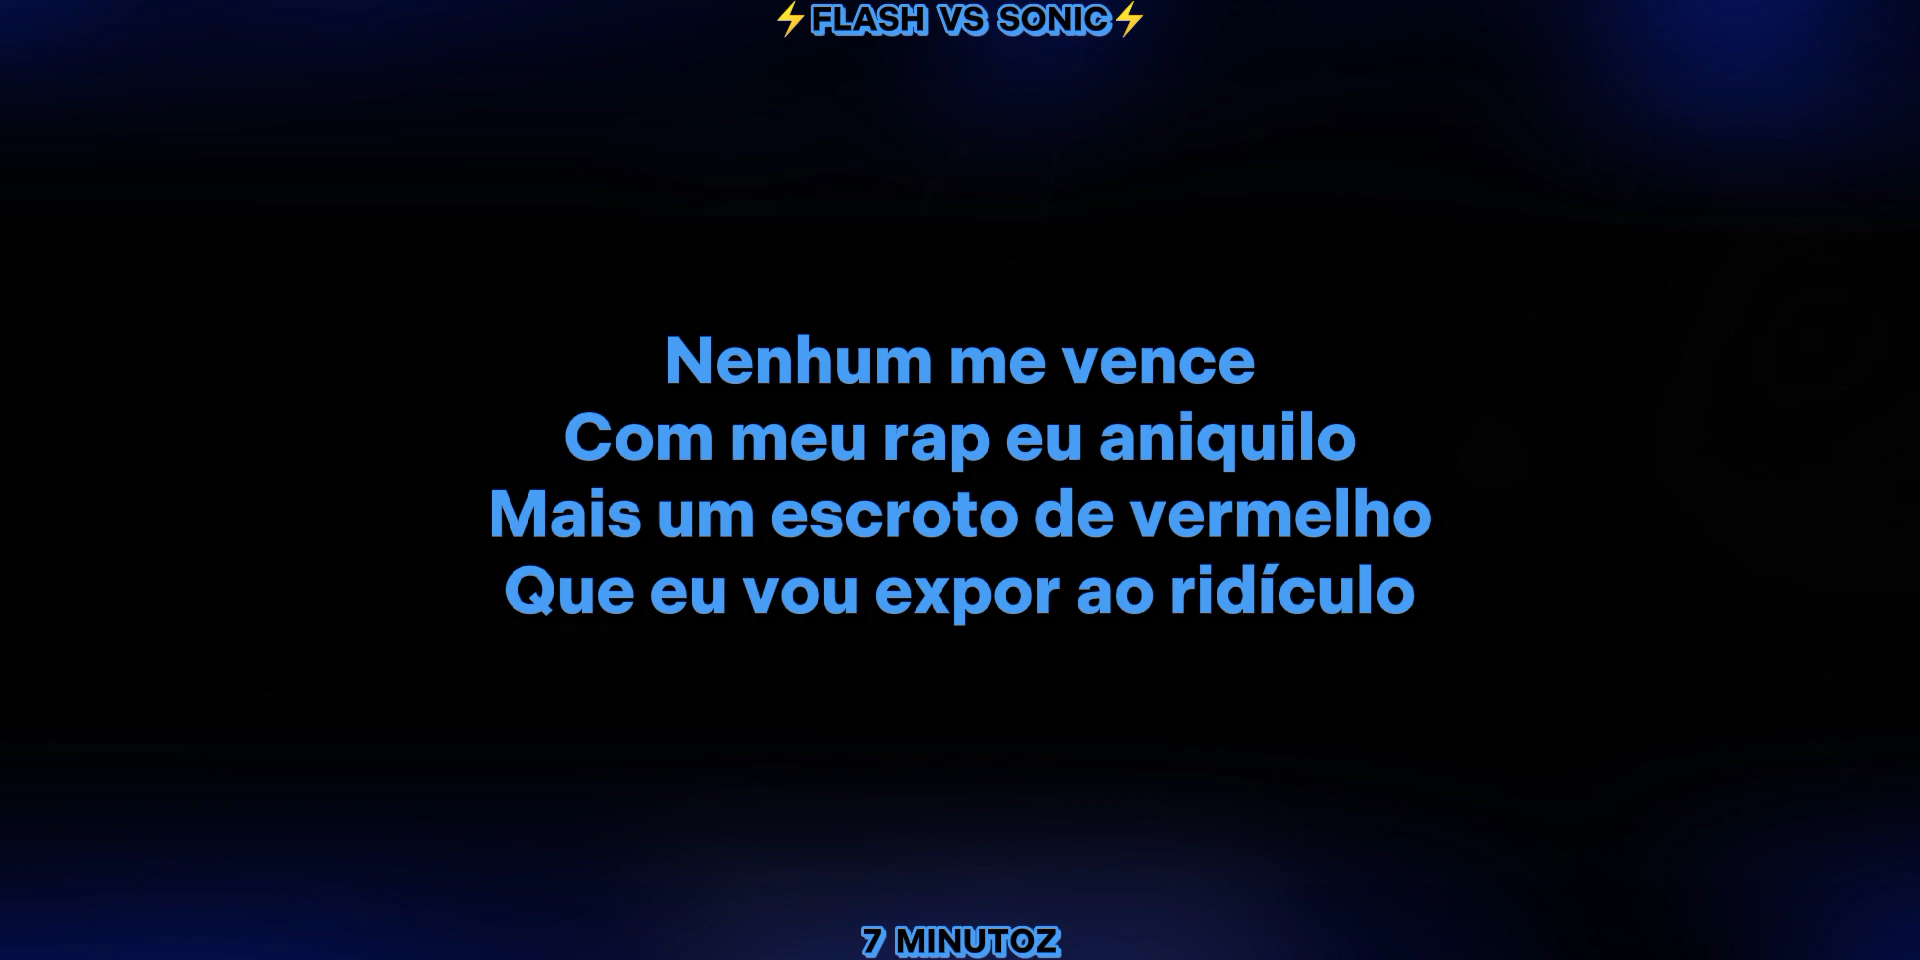 ⚡FLASH VS SONIC⚡
Nenhum me vence
Com meu rap eu aniquilo
Mais um escroto de vermelho
Que eu vou expor ao ridículo
7 MINUTOZ